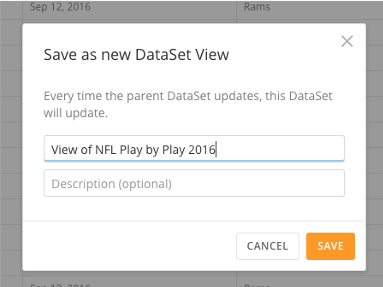 Sep 12, 2016 Rams
Save as new DataSet View
Every time the parent DataSet updates, this DataSet
will update.
View of NFL Play by Play 2016
Description (optional)
CANCEL SAVE
Sep 12, 2016 Rams